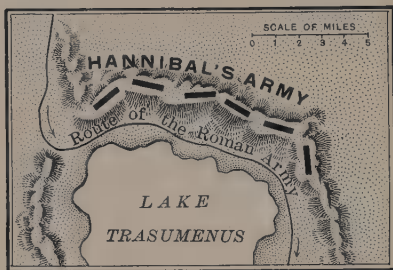 SCALE OF MILES
0 1 2 3 4 5
HANNIBAL'S ARMY
Route of the Roman Army
LAKE
TRASUMENUS